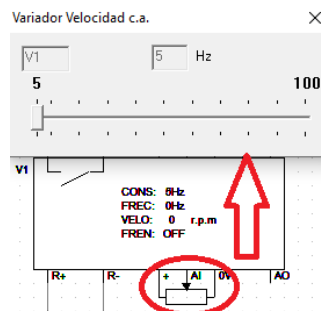 Variador Velocidad c.a.
V1 5 Hz
5 100
V1
CONS: 5Hz
FREC: 0Hz
VELO: 0 r.p.m
FREN: OFF
R+ R- + AI 0V AO